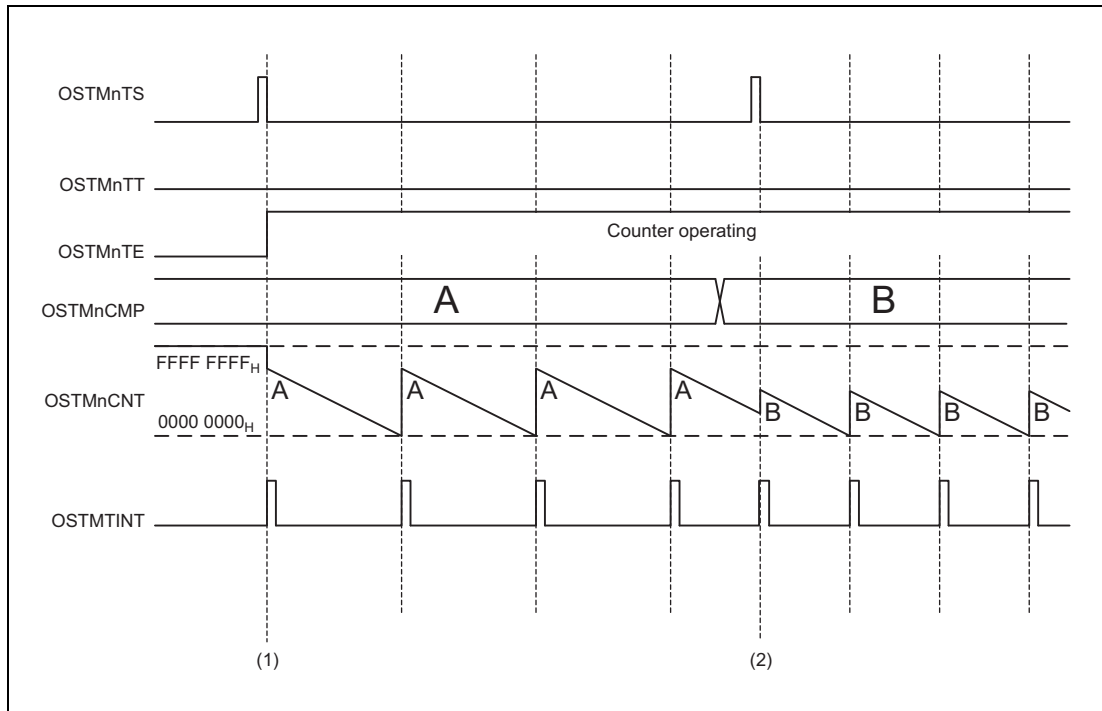 OSTMnTS
OSTMnTT
OSTMnTE
Counter operating
OSTMnCMP
A
B
FFFF FFFFH
OSTMnCNT
A
A
A
A
B
B
B
B
0000 0000H
OSTMTINT
(1)
(2)